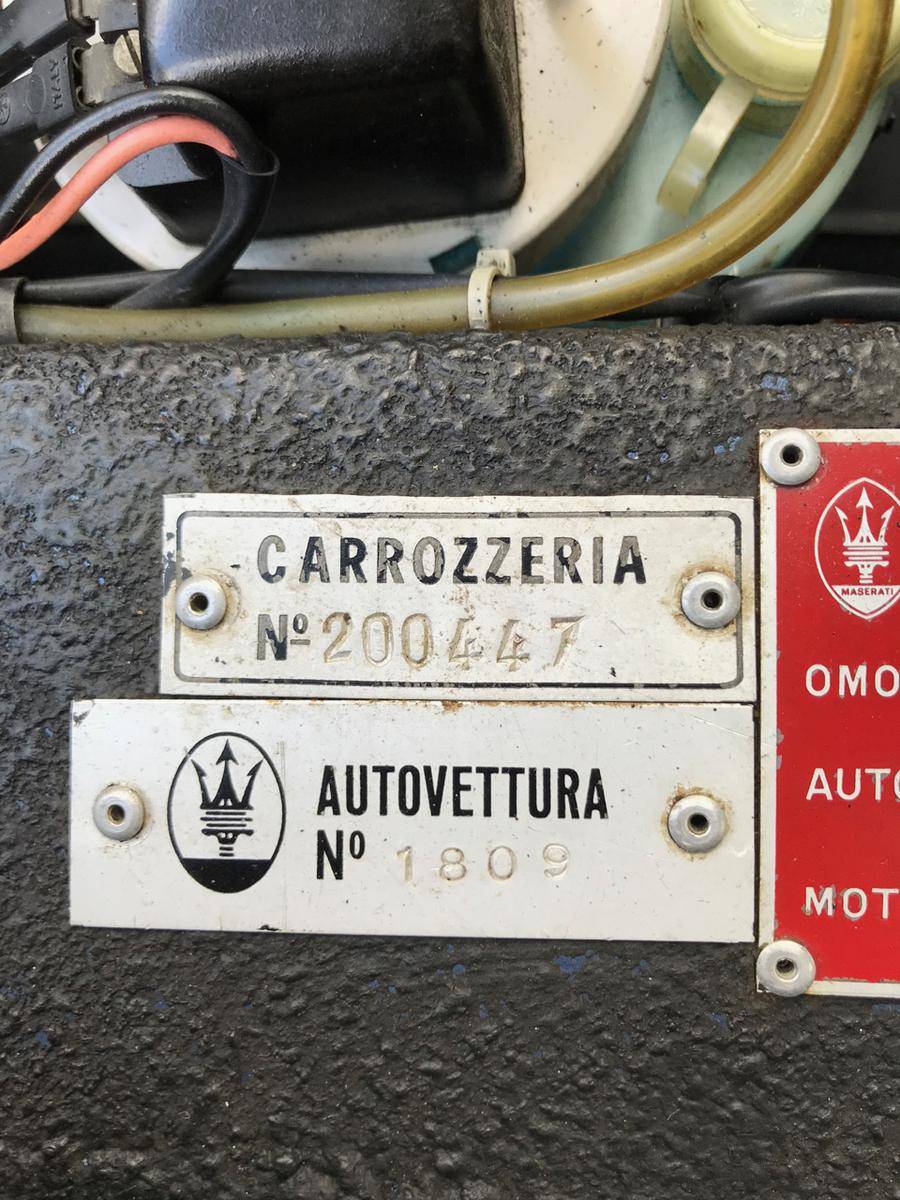 CARROZZERIA
Nº 200447
AUTOVETTURA
Nº 1809
MASERATI
OMO
AUTO
MOT